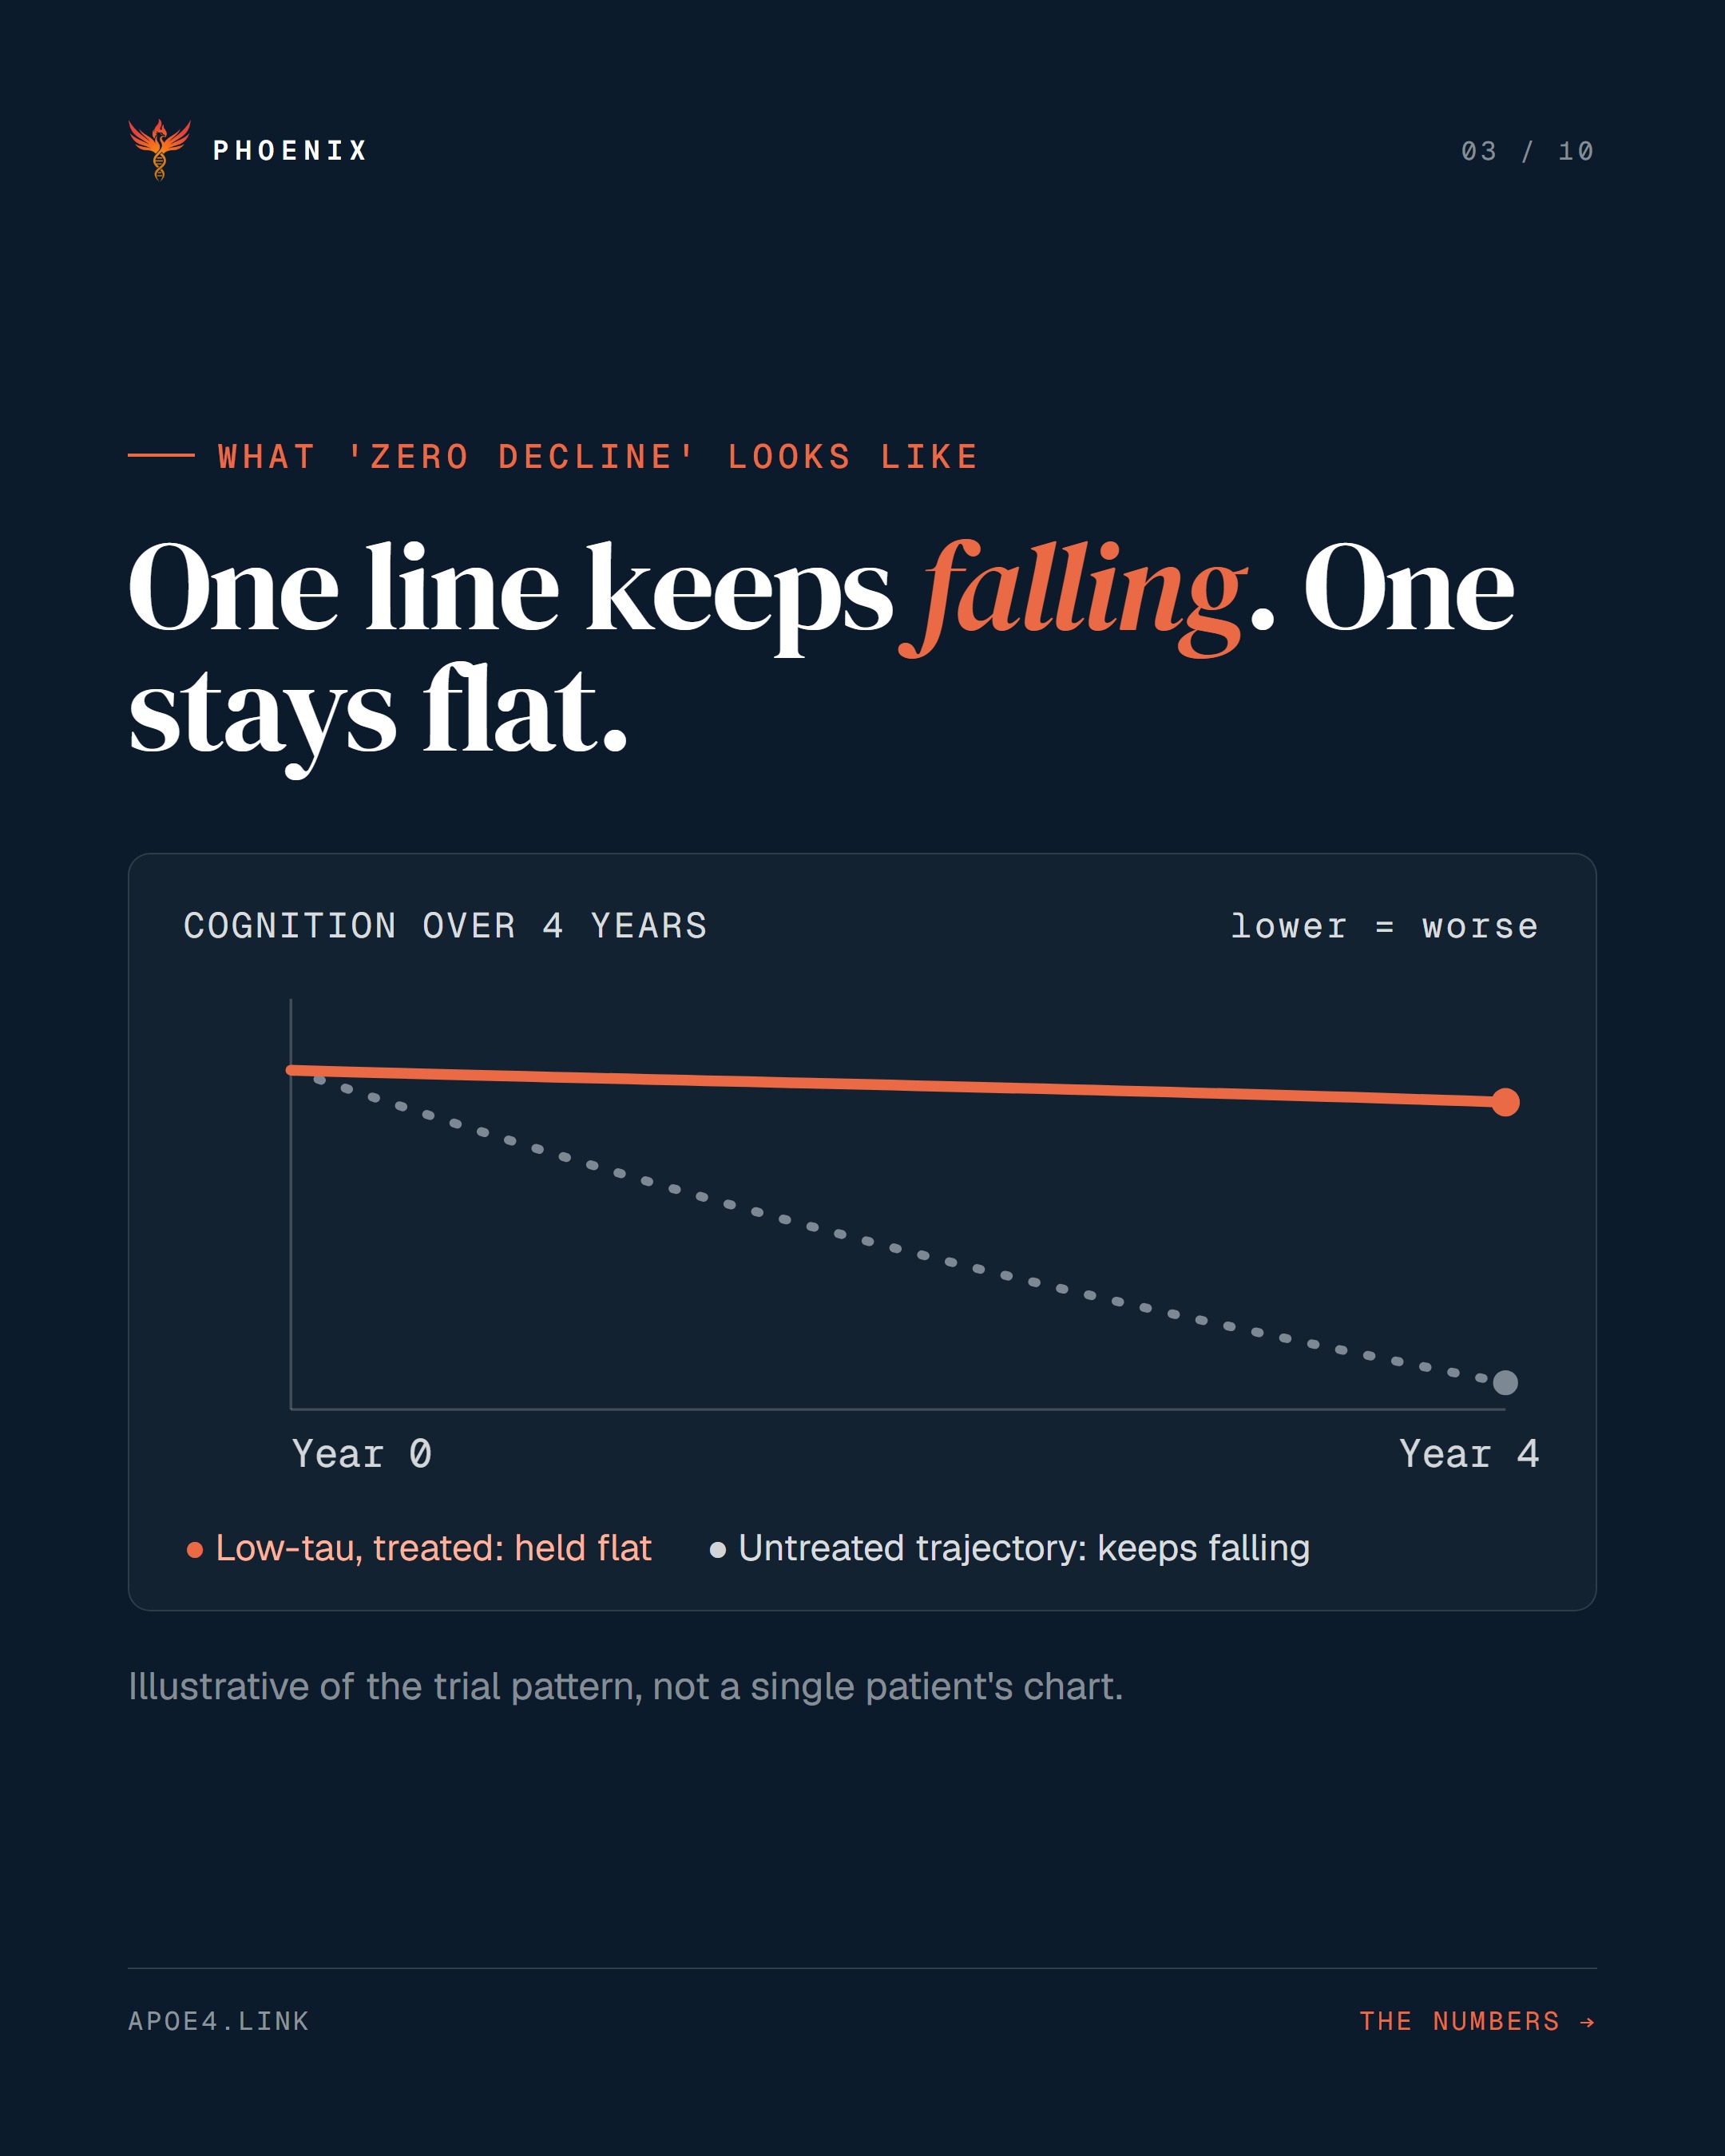 PHOENIX
03 / 10
WHAT 'ZERO DECLINE' LOOKS LIKE
One line keeps falling. One
stays flat.
COGNITION OVER 4 YEARS
lower = worse
Year 0
Year 4
Low-tau, treated: held flat
Untreated trajectory: keeps falling
Illustrative of the trial pattern, not a single patient's chart.
APOE4.LINK
THE NUMBERS →